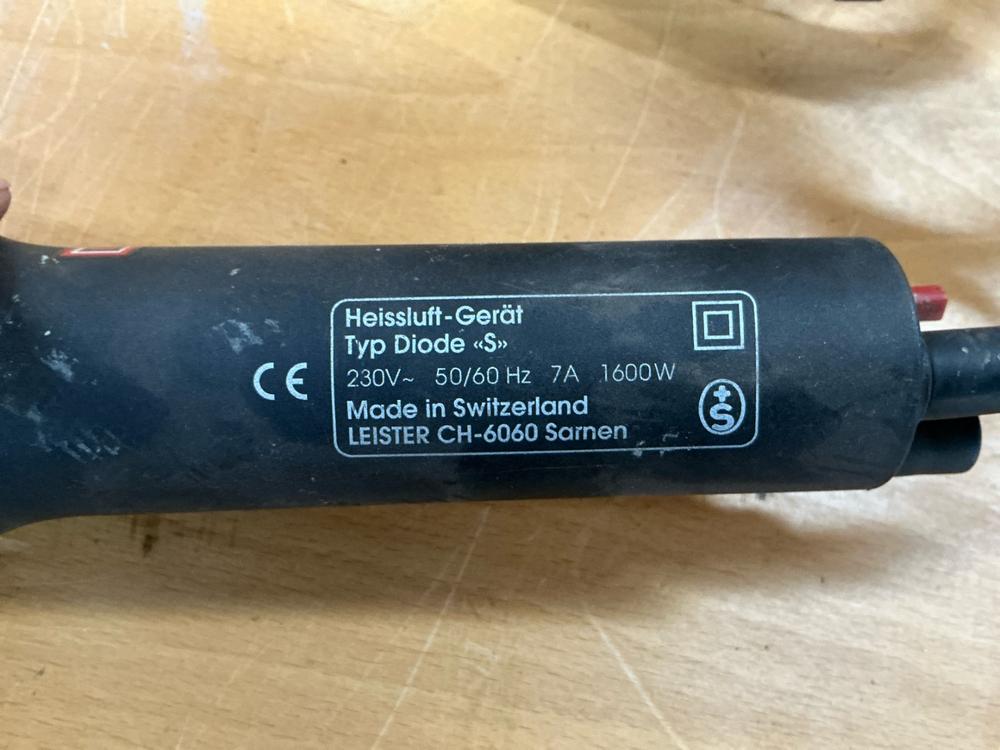 CE
Heissluft-Gerät
Typ Diode «S»
230V~ 50/60 Hz 7A 1600W
Made in Switzerland
LEISTER CH-6060 Sarnen
+S